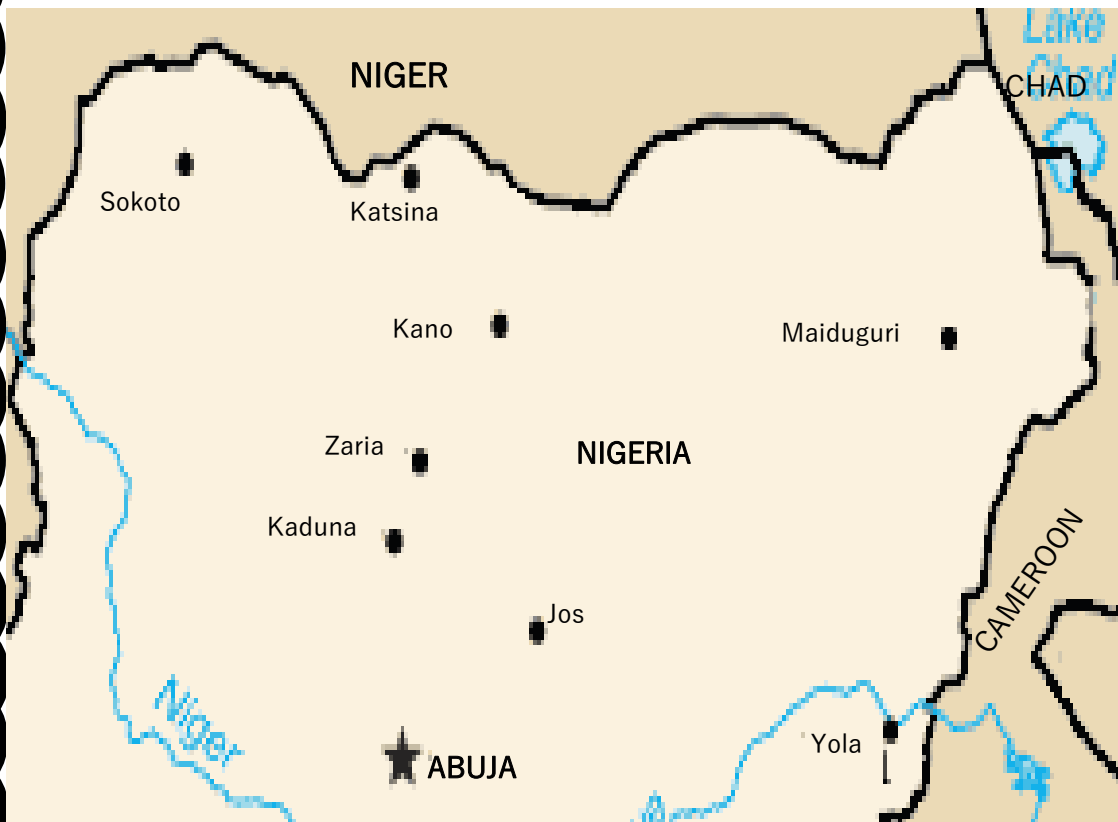 Lake
Chad
CHAD
NIGER
Sokoto
Katsina
Kano
Maiduguri
Zaria
NIGERIA
Kaduna
CAMEROON
Jos
Niger
Yola
ABUJA